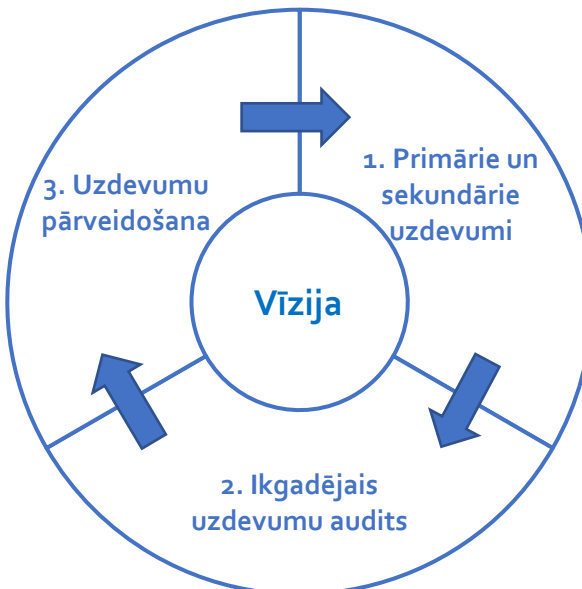 1. Primārie un
sekundārie
uzdevumi
2. Ikgadējais
uzdevumu audits
3. Uzdevumu
pārveidošana
Vīzija